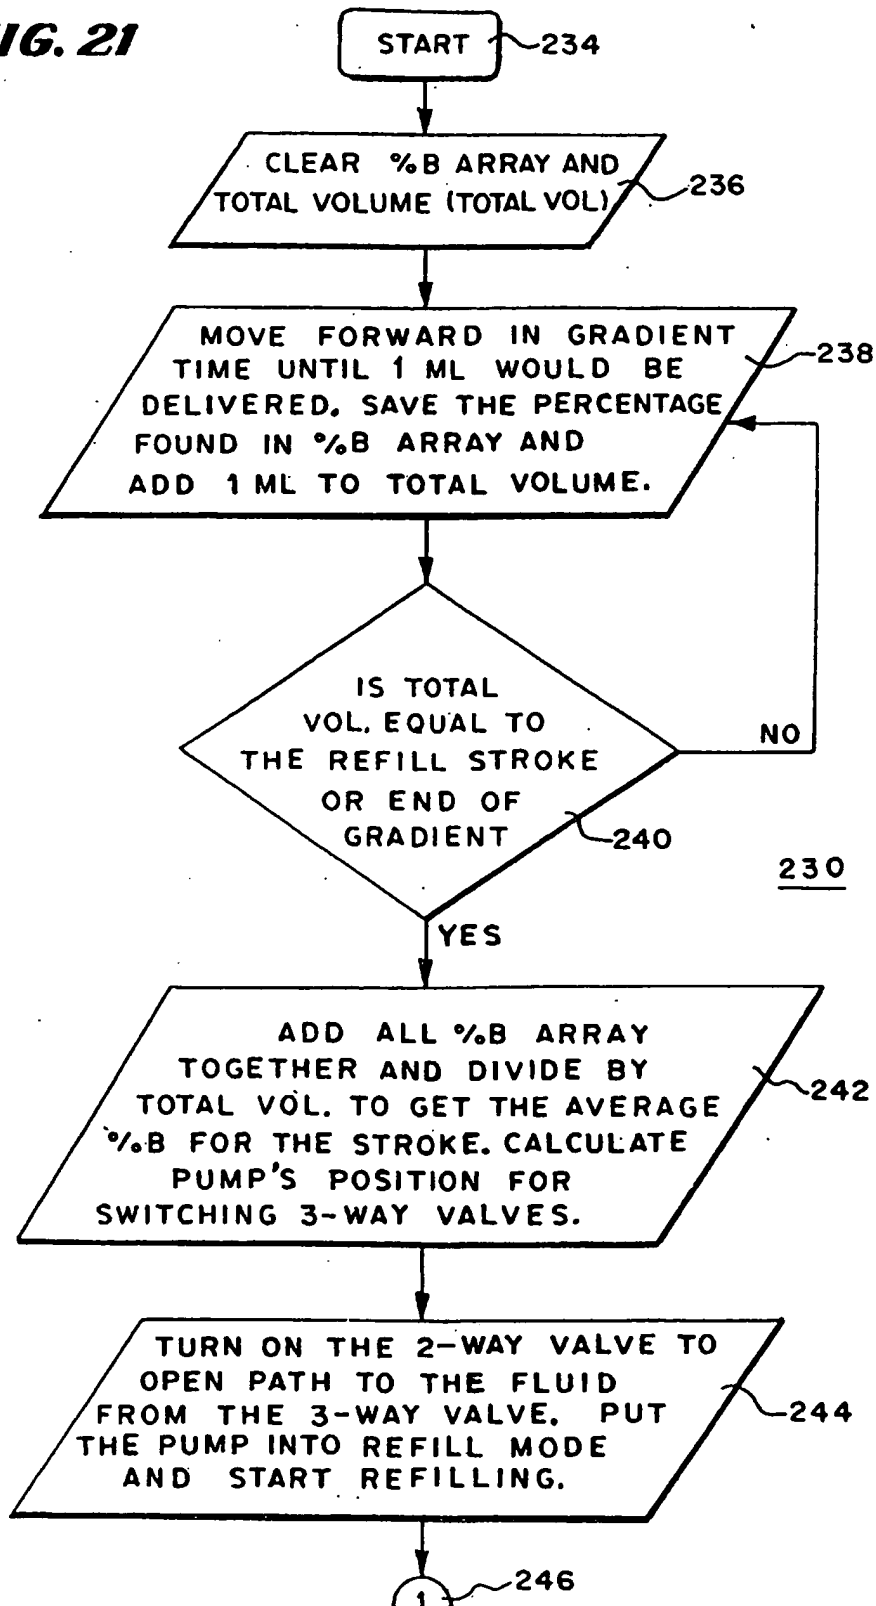 IG. 21
START
234
CLEAR %B ARRAY AND
TOTAL VOLUME (TOTAL VOL)
236
MOVE FORWARD IN GRADIENT
TIME UNTIL 1 ML WOULD BE
DELIVERED. SAVE THE PERCENTAGE
FOUND IN %B ARRAY AND
ADD 1 ML TO TOTAL VOLUME.
238
IS TOTAL
VOL. EQUAL TO
THE REFILL STROKE
OR END OF
GRADIENT
NO
240
230
YES
ADD ALL %B ARRAY
TOGETHER AND DIVIDE BY
TOTAL VOL. TO GET THE AVERAGE
%B FOR THE STROKE. CALCULATE
PUMP'S POSITION FOR
SWITCHING 3-WAY VALVES.
242
TURN ON THE 2-WAY VALVE TO
OPEN PATH TO THE FLUID
FROM THE 3-WAY VALVE. PUT
THE PUMP INTO REFILL MODE
AND START REFILLING.
244
1
246